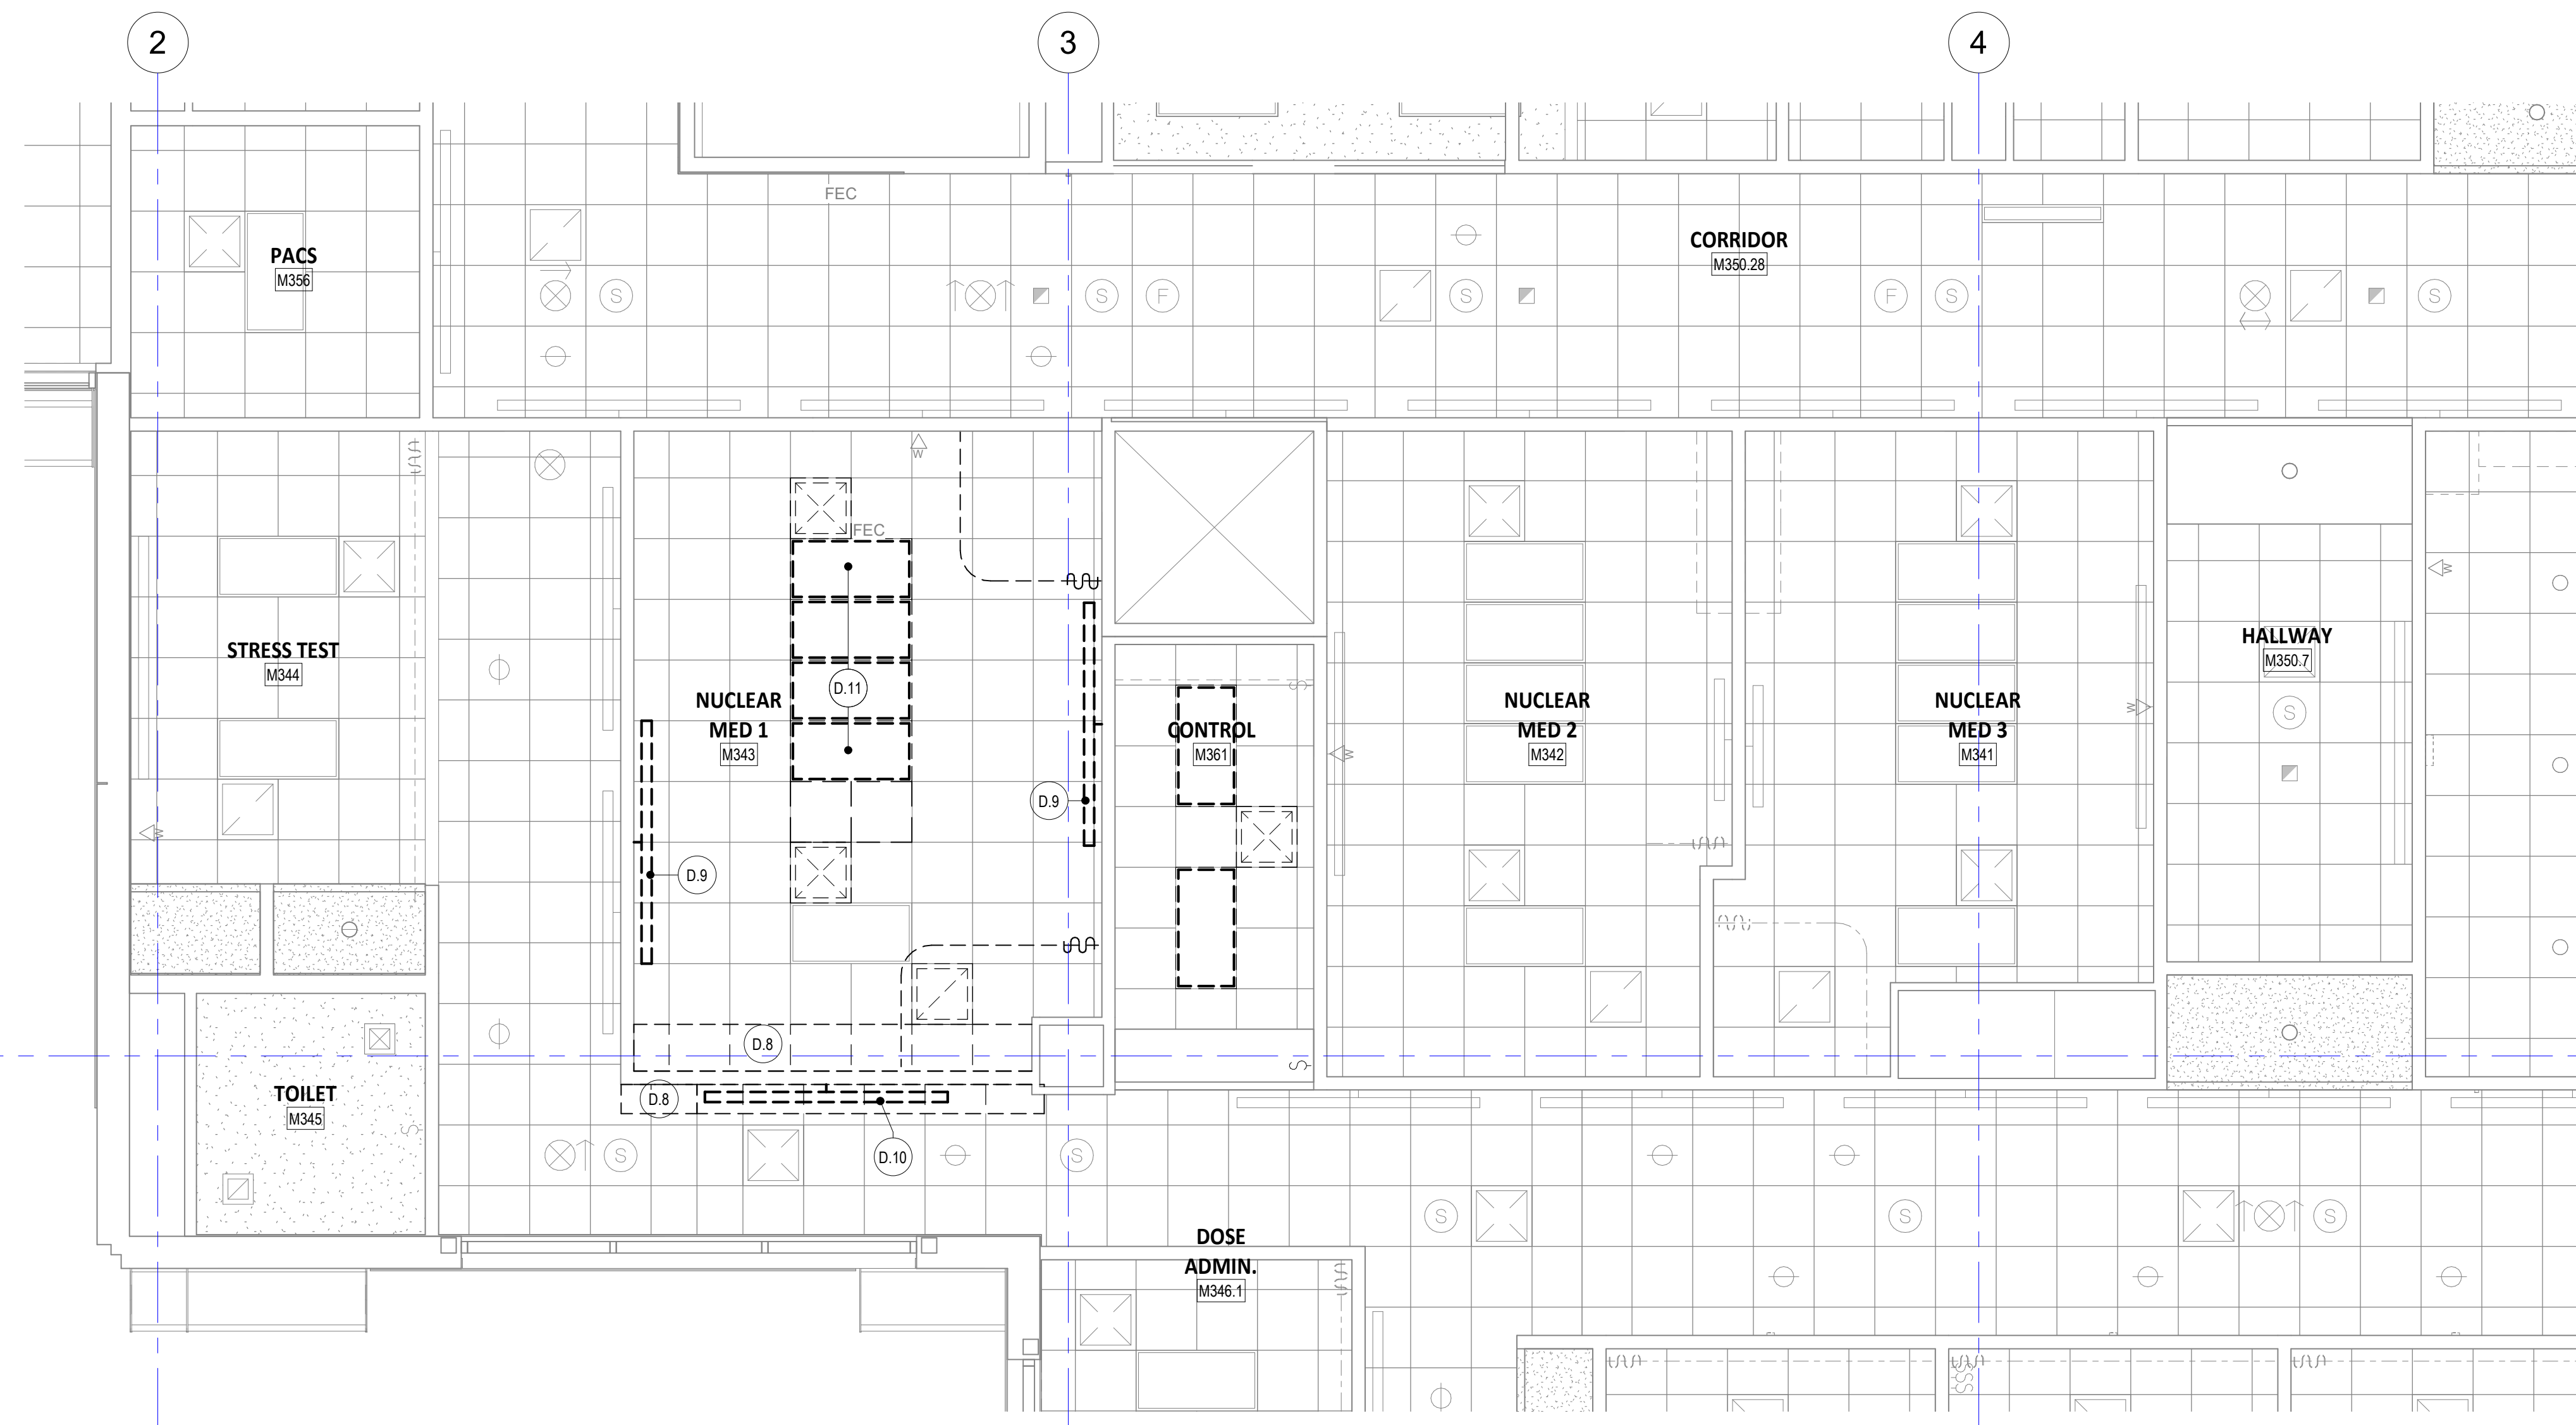 2
3
4
FEC
PACS
M356
CORRIDOR
M350.28
S
S
F
S
F
S
S
W
FEC
D.11
STRESS TEST
M344
NUCLEAR
MED 1
M343
CONTROL
M361
NUCLEAR
MED 2
M342
NUCLEAR
MED 3
M341
HALLWAY
M350.7
W
W
W
W
S
D.9
D.9
D.8
D.8
D.10
TOILET
M345
S
S
S
S
S
DOSE
ADMIN.
M346.1